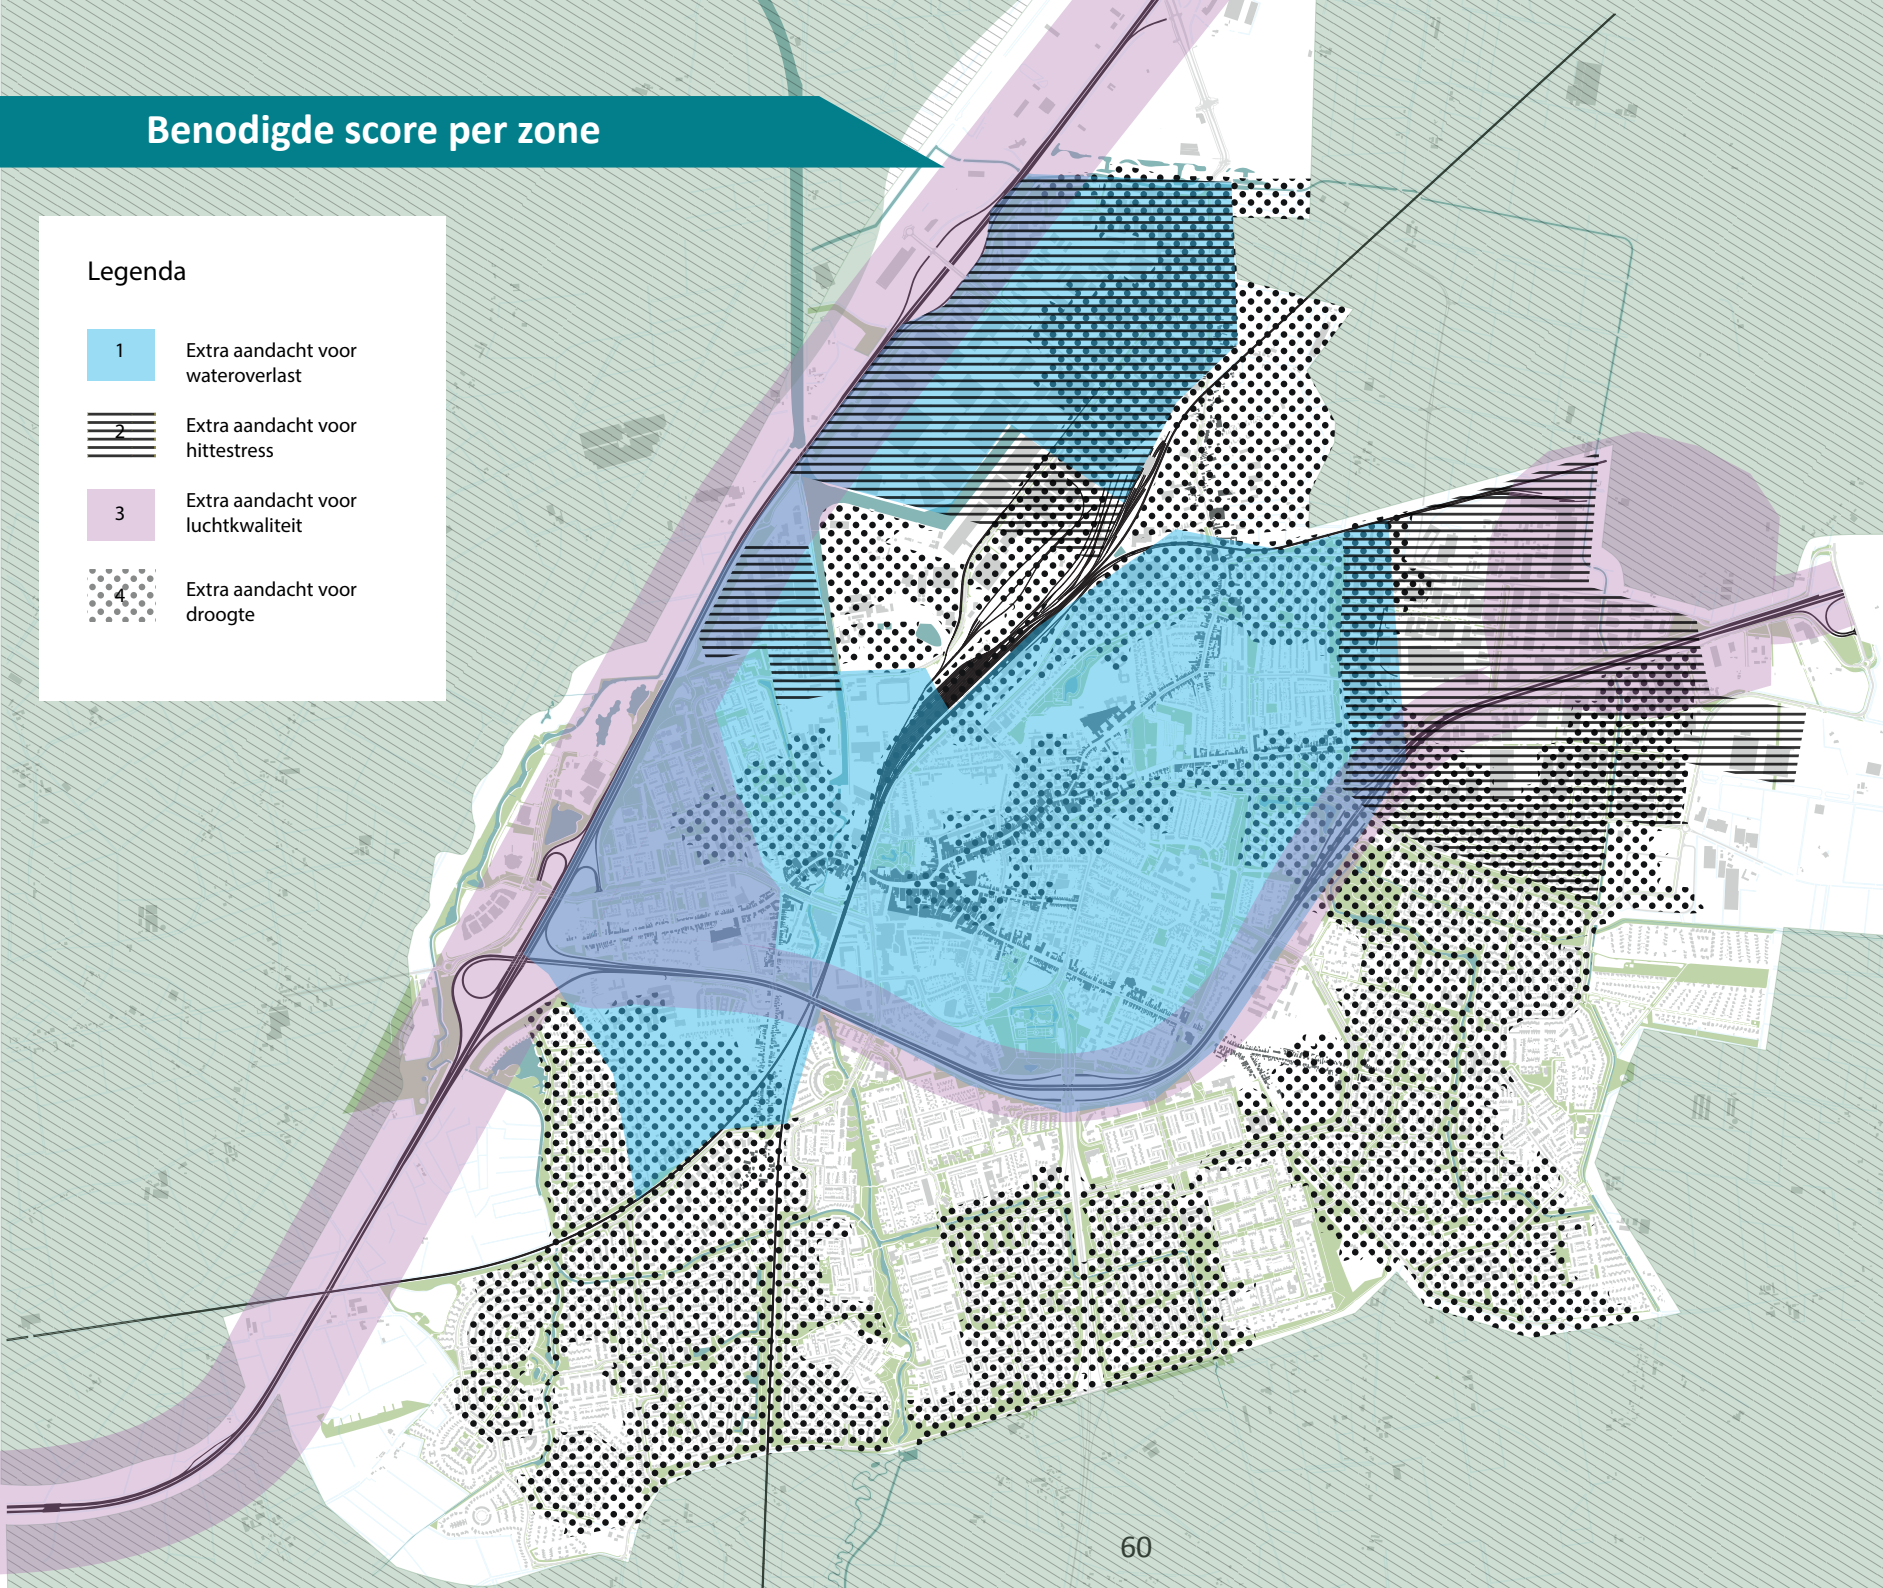 Benodigde score per zone
Legenda
1
Extra aandacht voor
wateroverlast
2
Extra aandacht voor
hittestress
3
Extra aandacht voor
luchtkwaliteit
4
Extra aandacht voor
droogte
60